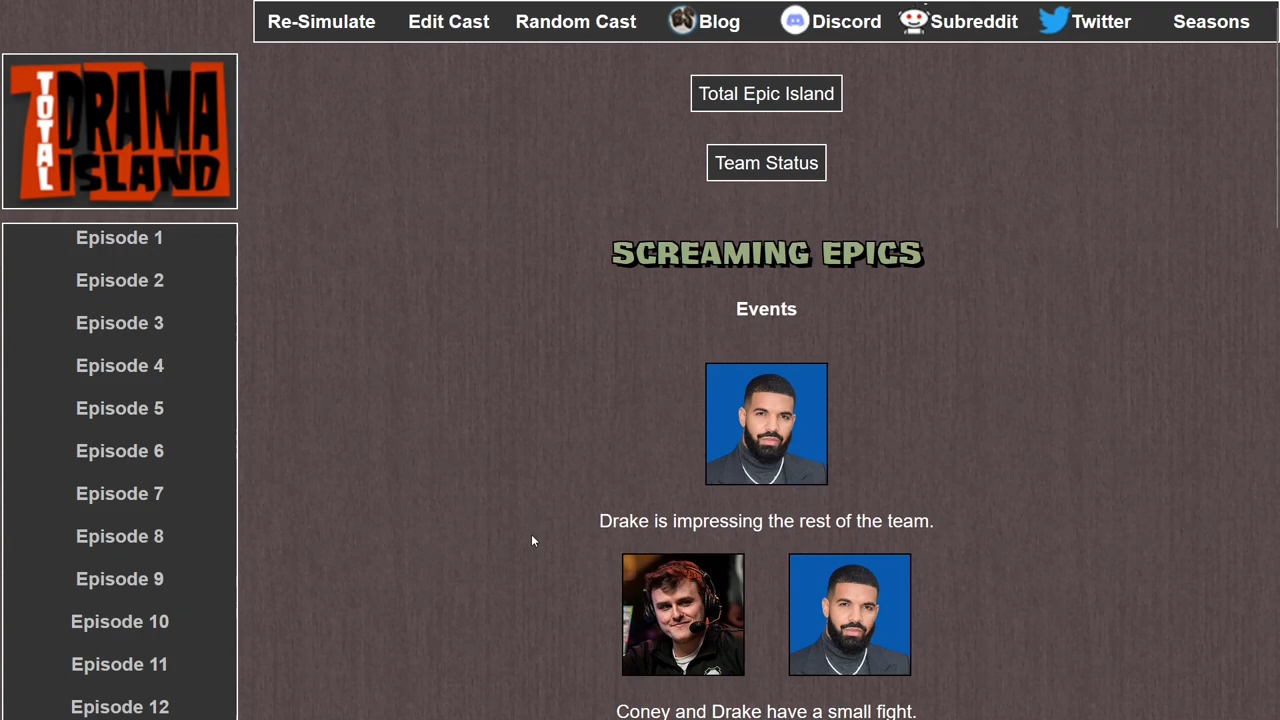 Re-Simulate Edit Cast Random Cast Blog Discord Subreddit Twitter Seasons
TOTAL DRAMA ISLAND
Episode 1
Episode 2
Episode 3
Episode 4
Episode 5
Episode 6
Episode 7
Episode 8
Episode 9
Episode 10
Episode 11
Episode 12
Total Epic Island
Team Status
SCREAMING EPICS
Events
Drake is impressing the rest of the team.
Coney and Drake have a small fight.